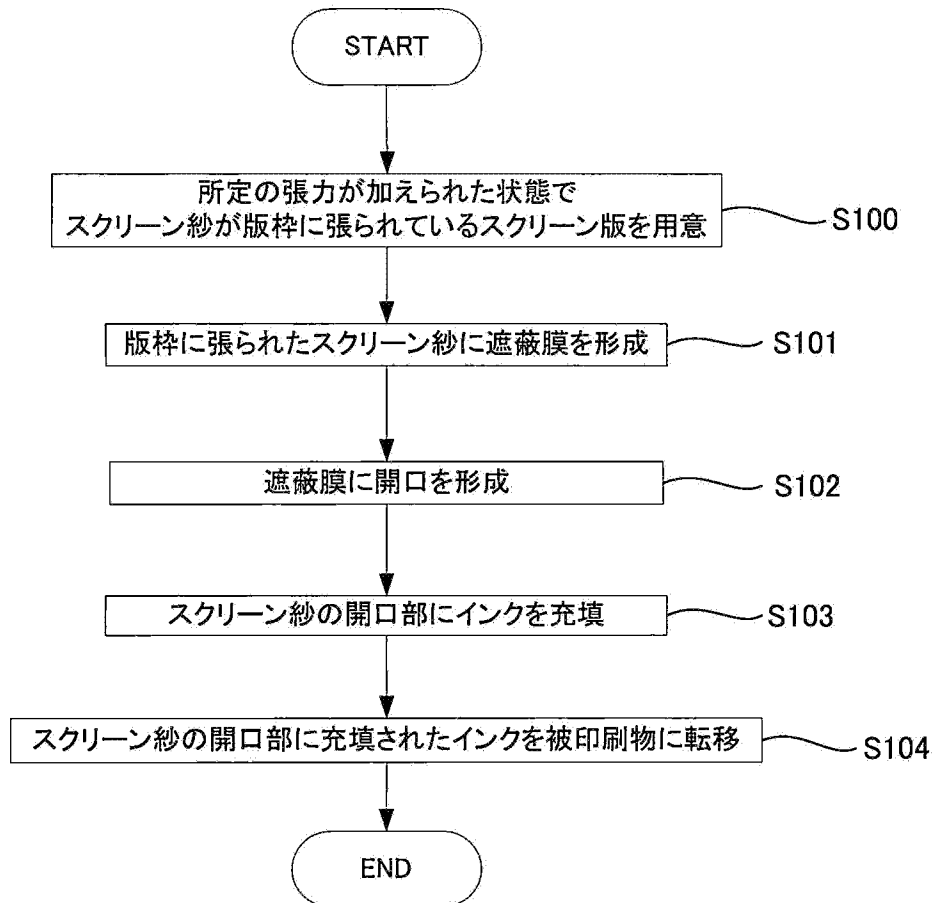 START
所定の張力が加えられた状態で
スクリーン紗が版枠に張られているスクリーン版を用意
S100
版枠に張られたスクリーン紗に遮蔽膜を形成
S101
遮蔽膜に開口を形成
S102
スクリーン紗の開口部にインクを充填
S103
スクリーン紗の開口部に充填されたインクを被印刷物に転移
S104
END